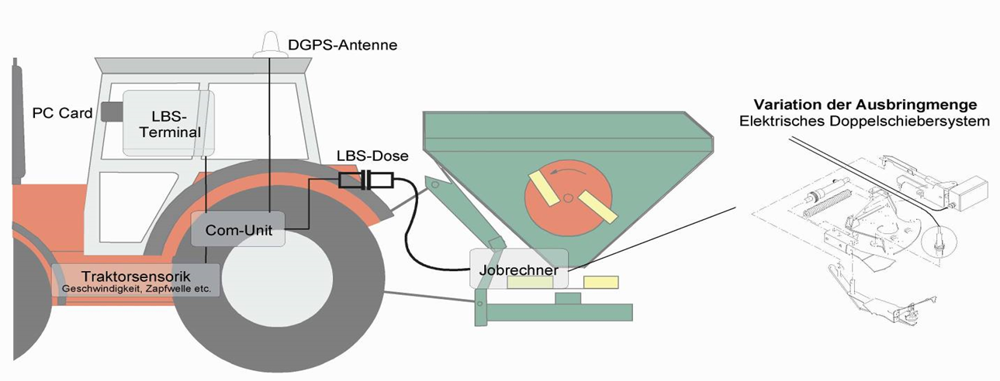 DGPS-Antenne
PC Card
LBS-
Terminal
LBS-Dose
Com-Unit
Traktorsensorik
Geschwindigkeit, Zapfwelle etc.
Jobrechner
Variation der Ausbringmenge
Elektrisches Doppelschiebersystem